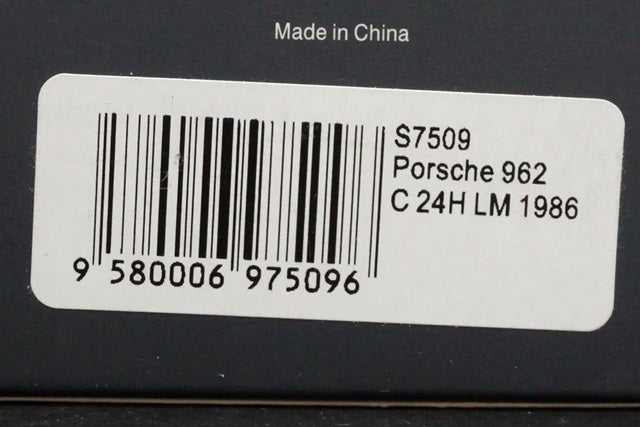 Made in China
S7509
Porsche 962
C 24H LM 1986
9 580006 975096